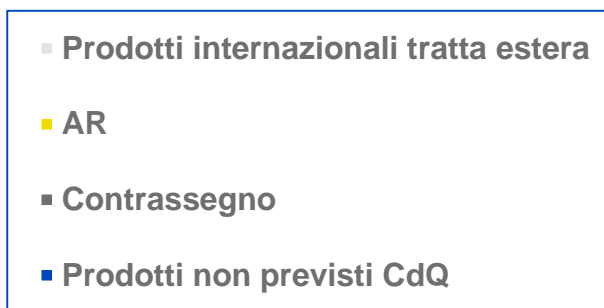 Prodotti internazionali tratta estera
AR
Contrassegno
Prodotti non previsti CdQ